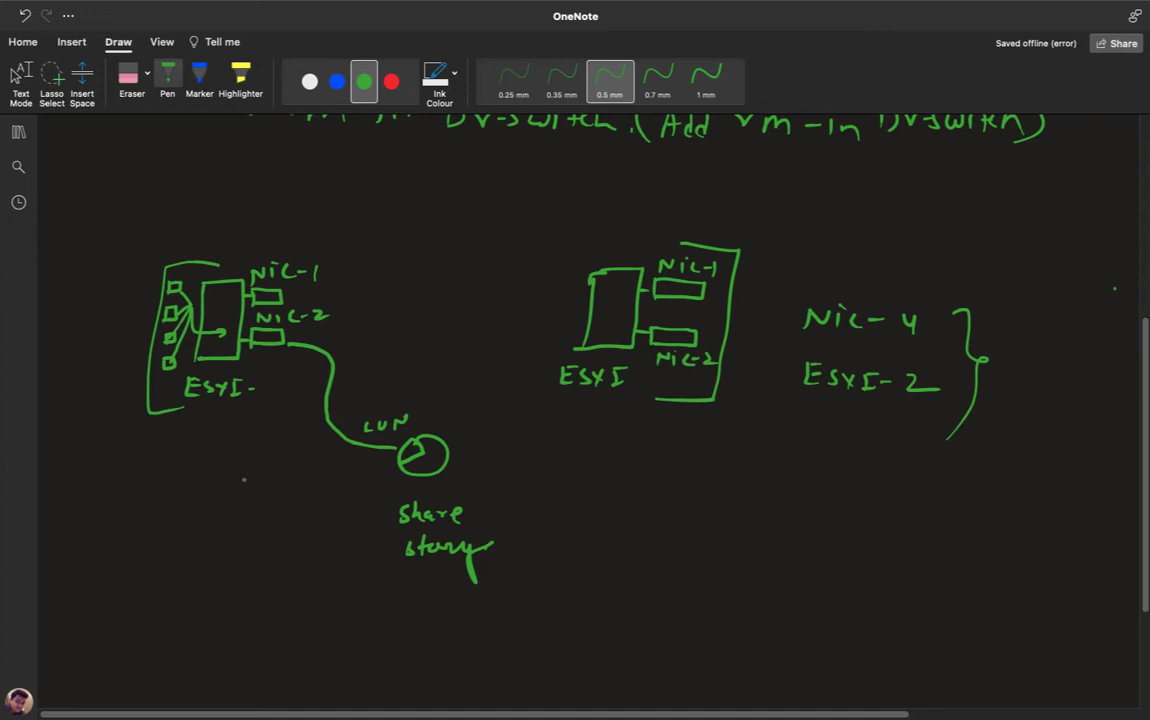 OneNote
Home Insert Draw View Tell me
Saved offline (error) Share
Text Mode
Lasso Select
Insert Space
Eraser
Pen
Marker
Highlighter
Ink Colour
0.25 mm
0.35 mm
0.5 mm
0.7 mm
1 mm
DV-switch. (Add vm-in DV-switch)
Nic-1
Nic-2
ESXI-
LUN
Share
Nic-1
Nic-2
ESXI
Nic-4
ESXI-2